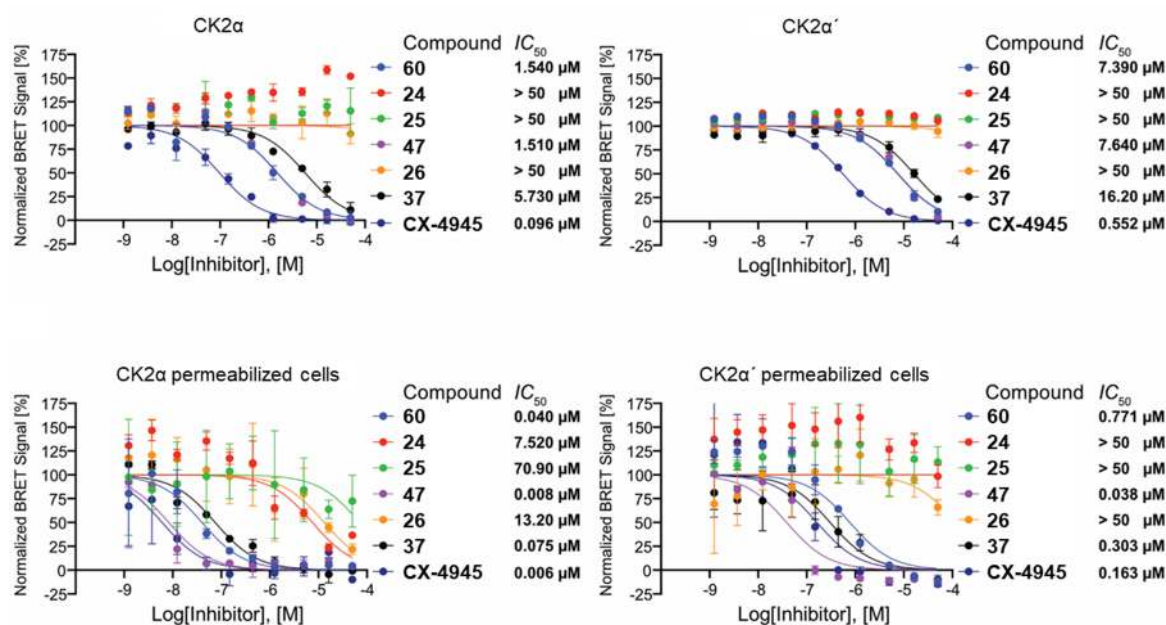 CK2α
Normalized BRET Signal [%]
175
150
125
100
75
50
25
0
-25
-9 -8 -7 -6 -5 -4
Log[Inhibitor], [M]
Compound IC50
60 1.540 µM
24 > 50 µM
25 > 50 µM
47 1.510 µM
26 > 50 µM
37 5.730 µM
CX-4945 0.096 µM
CK2α´
Normalized BRET Signal [%]
175
150
125
100
75
50
25
0
-25
-9 -8 -7 -6 -5 -4
Log[Inhibitor], [M]
Compound IC50
60 7.390 µM
24 > 50 µM
25 > 50 µM
47 7.640 µM
26 > 50 µM
37 16.20 µM
CX-4945 0.552 µM
CK2α permeabilized cells
Normalized BRET Signal [%]
175
150
125
100
75
50
25
0
-25
-9 -8 -7 -6 -5 -4
Log[Inhibitor], [M]
Compound IC50
60 0.040 µM
24 7.520 µM
25 70.90 µM
47 0.008 µM
26 13.20 µM
37 0.075 µM
CX-4945 0.006 µM
CK2α´ permeabilized cells
Normalized BRET Signal [%]
175
150
125
100
75
50
25
0
-25
-9 -8 -7 -6 -5 -4
Log[Inhibitor], [M]
Compound IC50
60 0.771 µM
24 > 50 µM
25 > 50 µM
47 0.038 µM
26 > 50 µM
37 0.303 µM
CX-4945 0.163 µM